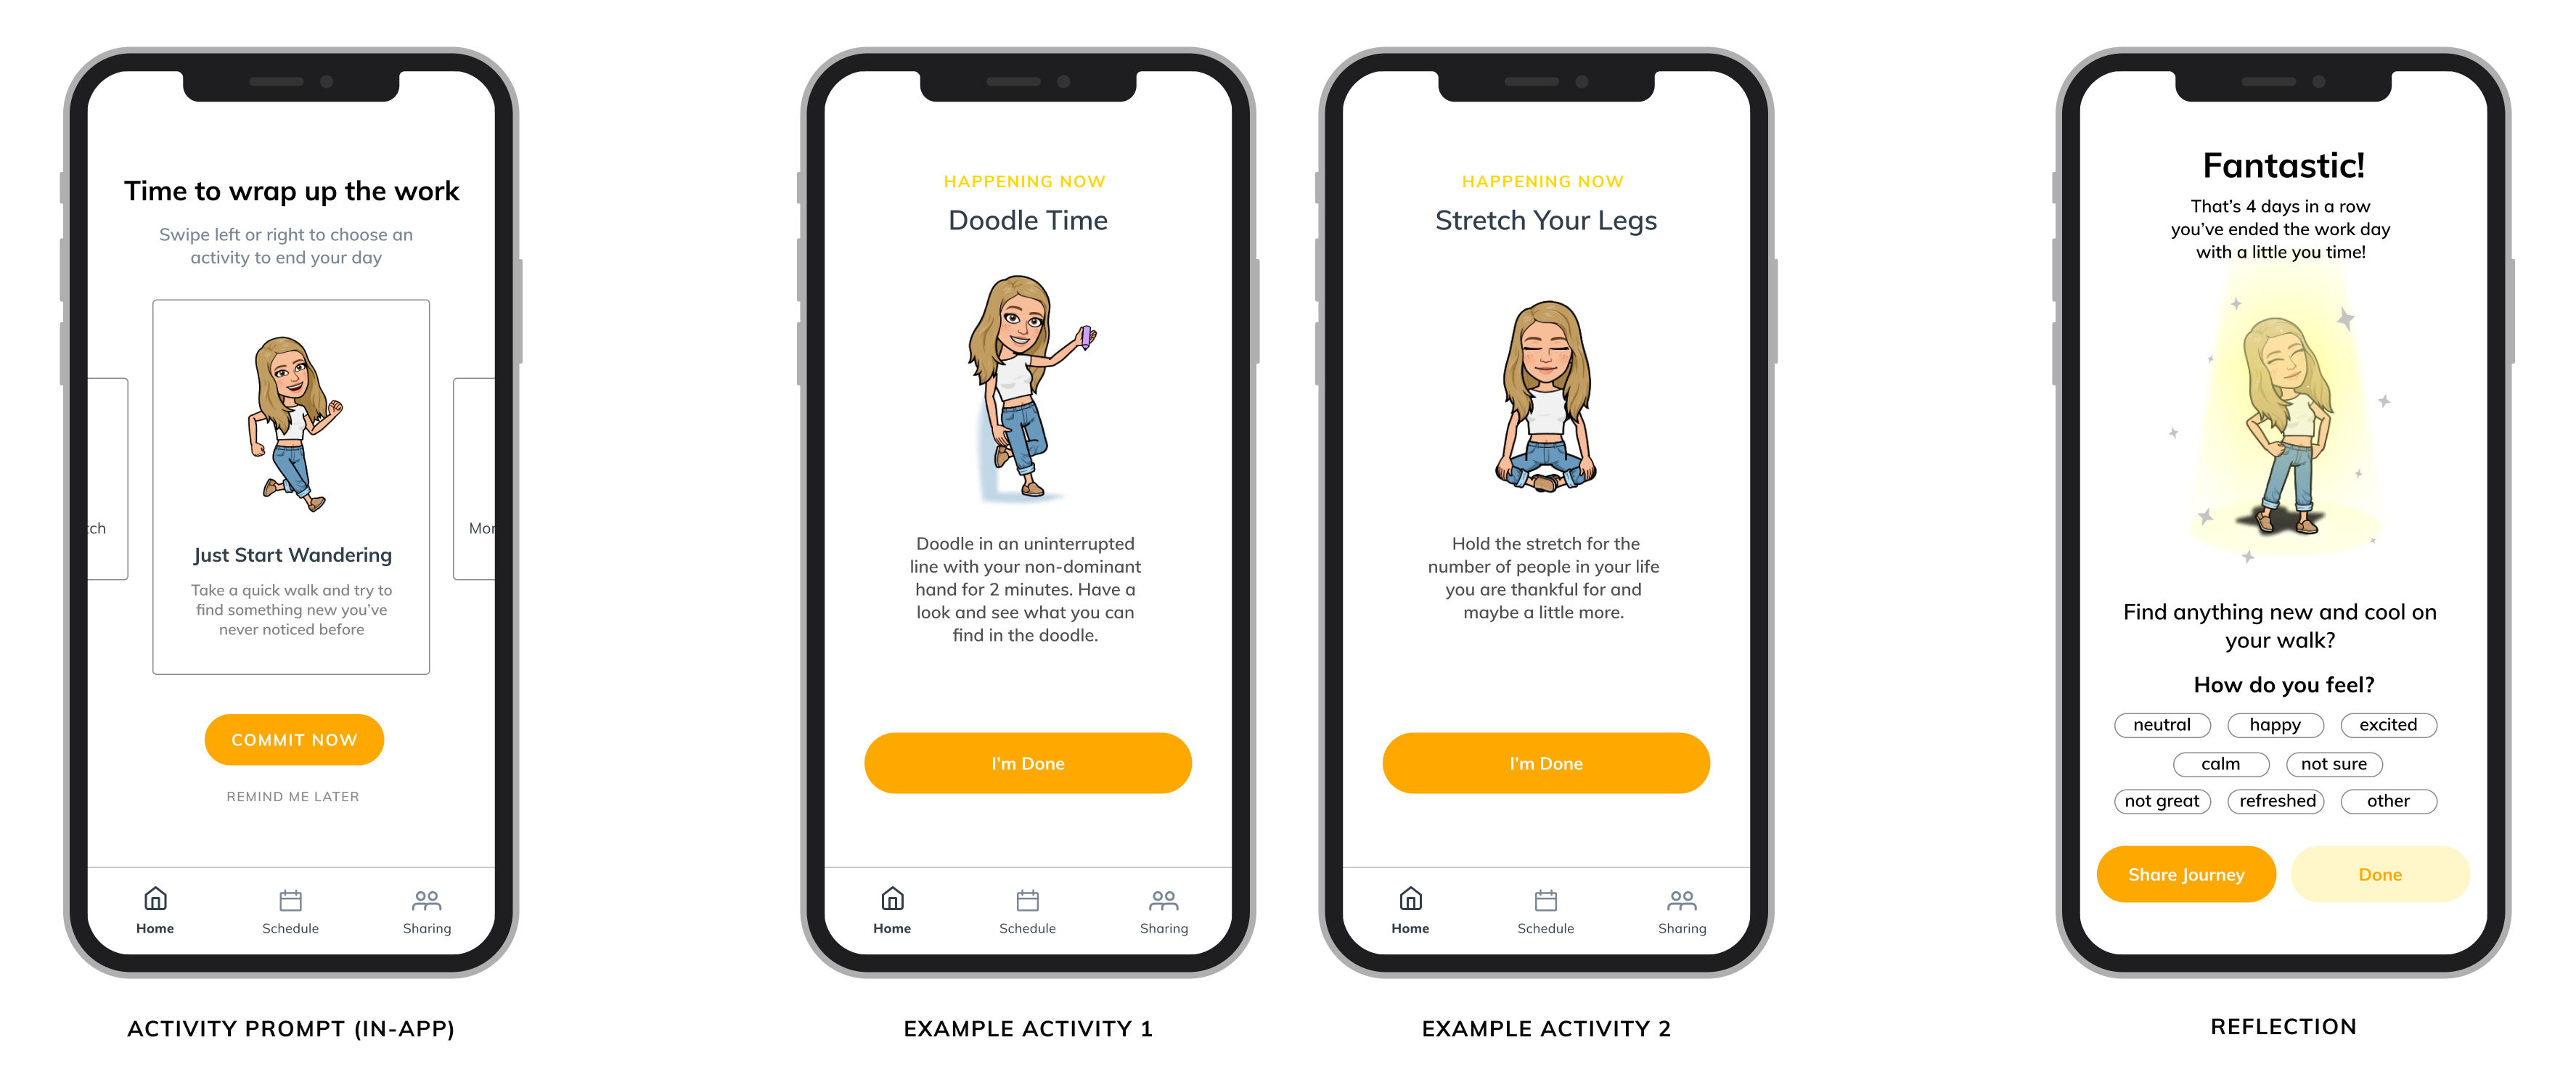 Time to wrap up the work
Swipe left or right to choose an
activity to end your day
tch
Just Start Wandering
Take a quick walk and try to
find something new you've
never noticed before
Mor
COMMIT NOW
REMIND ME LATER
Home
Schedule
Sharing
ACTIVITY PROMPT (IN-APP)
HAPPENING NOW
Doodle Time
Doodle in an uninterrupted
line with your non-dominant
hand for 2 minutes. Have a
look and see what you can
find in the doodle.
I'm Done
Home
Schedule
Sharing
EXAMPLE ACTIVITY 1
HAPPENING NOW
Stretch Your Legs
Hold the stretch for the
number of people in your life
you are thankful for and
maybe a little more.
I'm Done
Home
Schedule
Sharing
EXAMPLE ACTIVITY 2
Fantastic!
That's 4 days in a row
you've ended the work day
with a little you time!
Find anything new and cool on
your walk?
How do you feel?
neutral
happy
excited
calm
not sure
not great
refreshed
other
Share Journey
Done
REFLECTION